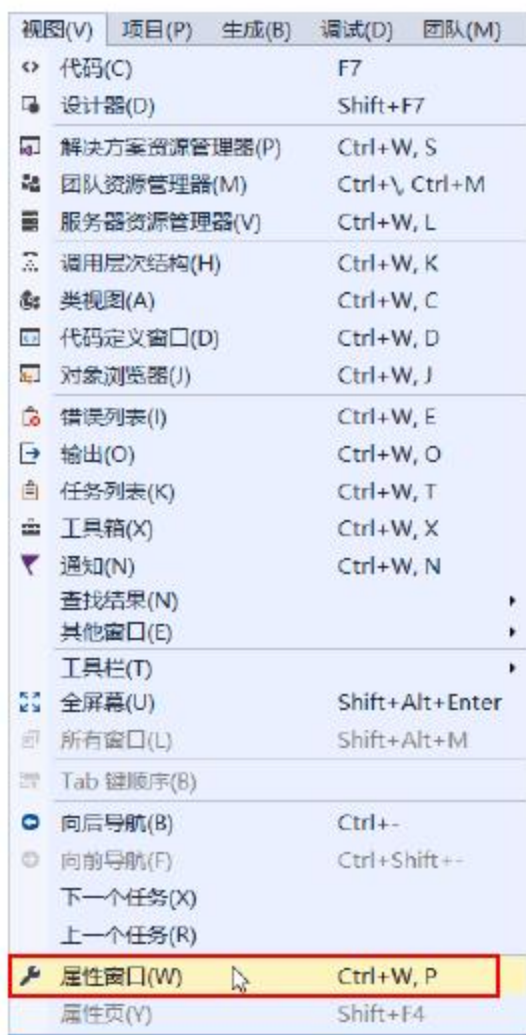 视图(V) 项目(P) 生成(B) 调试(D) 团队(M)
代码(C) F7
设计器(D) Shift+F7
解决方案资源管理器(P) Ctrl+W, S
团队资源管理器(M) Ctrl+\, Ctrl+M
服务器资源管理器(V) Ctrl+W, L
调用层次结构(H) Ctrl+W, K
类视图(A) Ctrl+W, C
代码定义窗口(D) Ctrl+W, D
对象浏览器(J) Ctrl+W, J
错误列表(I) Ctrl+W, E
输出(O) Ctrl+W, O
任务列表(K) Ctrl+W, T
工具箱(X) Ctrl+W, X
通知(N) Ctrl+W, N
查找结果(N)
其他窗口(E)
工具栏(T)
全屏幕(U) Shift+Alt+Enter
所有窗口(L) Shift+Alt+M
Tab 键顺序(B)
向后导航(B) Ctrl+-
向前导航(F) Ctrl+Shift+-
下一个任务(X)
上一个任务(R)
属性窗口(W) Ctrl+W, P
属性页(Y) Shift+F4